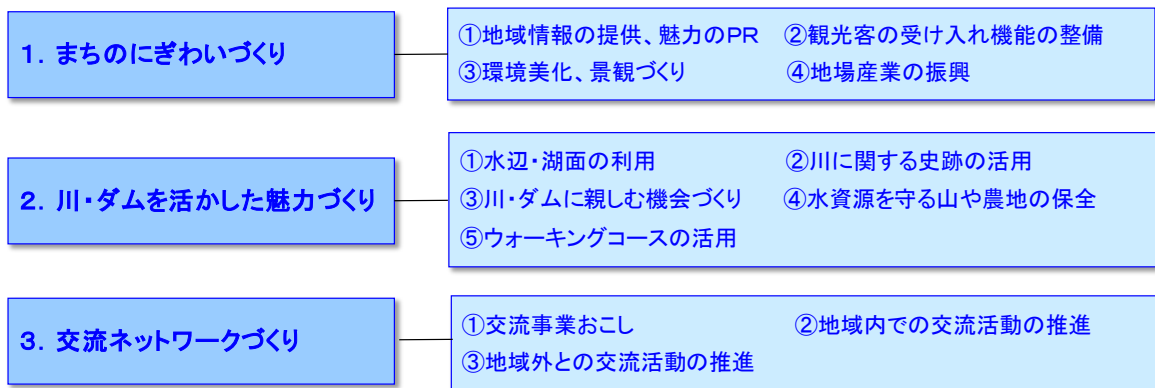 1．まちのにぎわいづくり
①地域情報の提供、魅力のPR　②観光客の受け入れ機能の整備
③環境美化、景観づくり　④地場産業の振興
2．川・ダムを活かした魅力づくり
①水辺・湖面の利用　②川に関する史跡の活用
③川・ダムに親しむ機会づくり　④水資源を守る山や農地の保全
⑤ウォーキングコースの活用
3．交流ネットワークづくり
①交流事業おこし　②地域内での交流活動の推進
③地域外との交流活動の推進